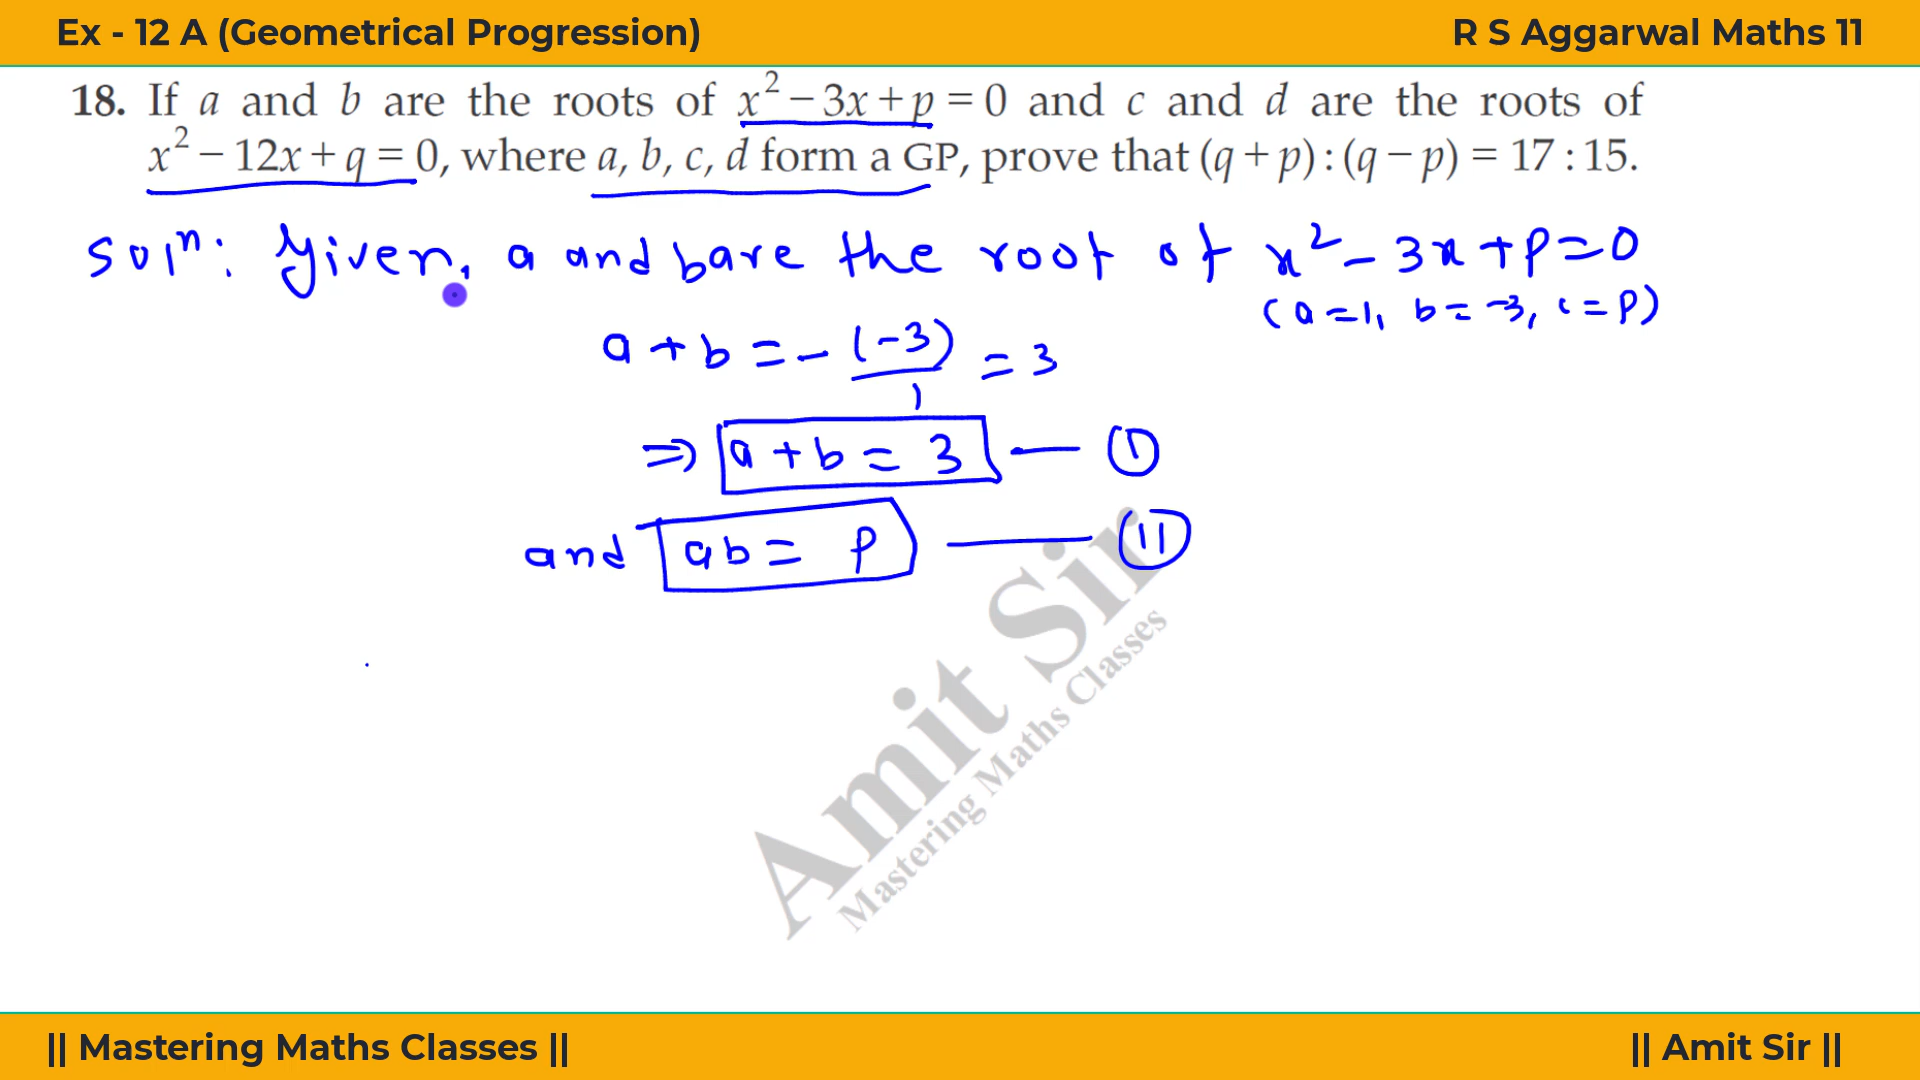 Ex - 12 A (Geometrical Progression)
R S Aggarwal Maths 11
18. If a and b are the roots of x² − 3x + p = 0 and c and d are the roots of
x² − 12x + q = 0, where a, b, c, d form a GP, prove that (q + p) : (q − p) = 17 : 15.
Solⁿ: Given, a and b are the root of x² − 3x + p = 0
(a = 1, b = −3, c = p)
a + b = − (−3)/1 = 3
⇒ a + b = 3 — (I)
and ab = p — (II)
Amit Sir
Mastering Maths Classes
|| Mastering Maths Classes ||
|| Amit Sir ||